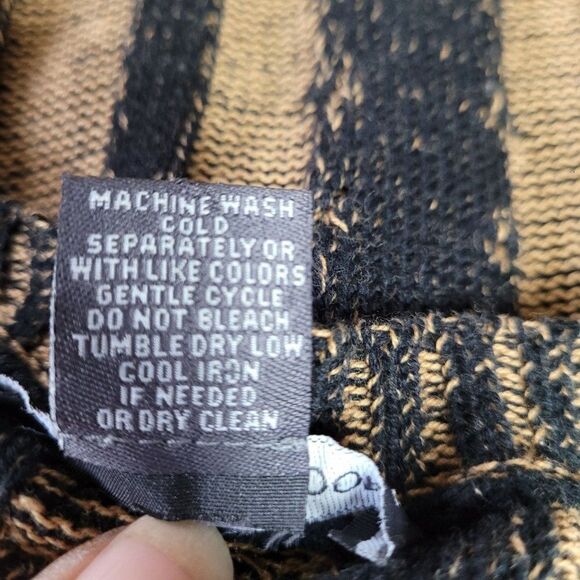 MACHINE WASH
COLD
SEPARATELY OR
WITH LIKE COLORS
GENTLE CYCLE
DO NOT BLEACH
TUMBLE DRY LOW
COOL IRON
IF NEEDED
OR DRY CLEAN